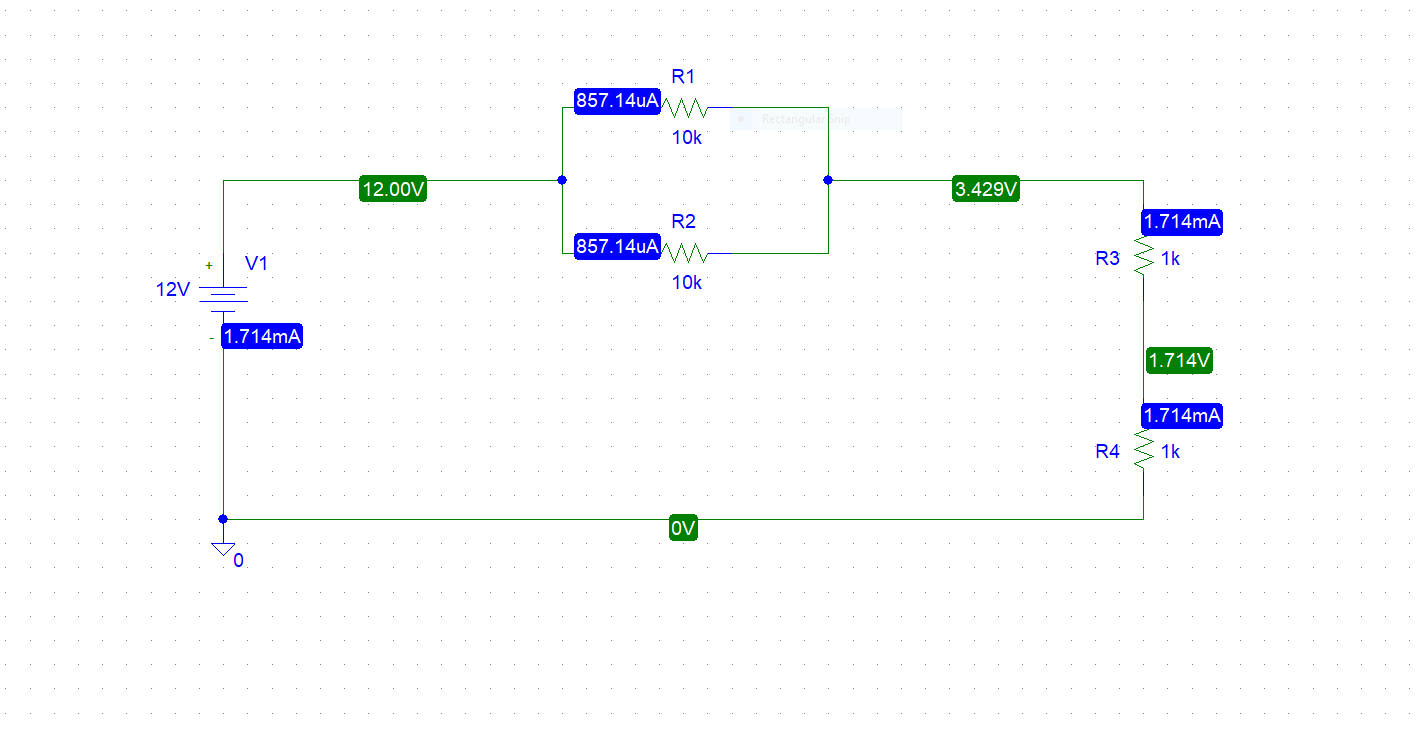 R1
857.14uA
10k
Rectangular Snip
12.00V
3.429V
R2
857.14uA
10k
1.714mA
R3
1k
+
V1
12V
-
1.714mA
1.714V
1.714mA
R4
1k
0V
0